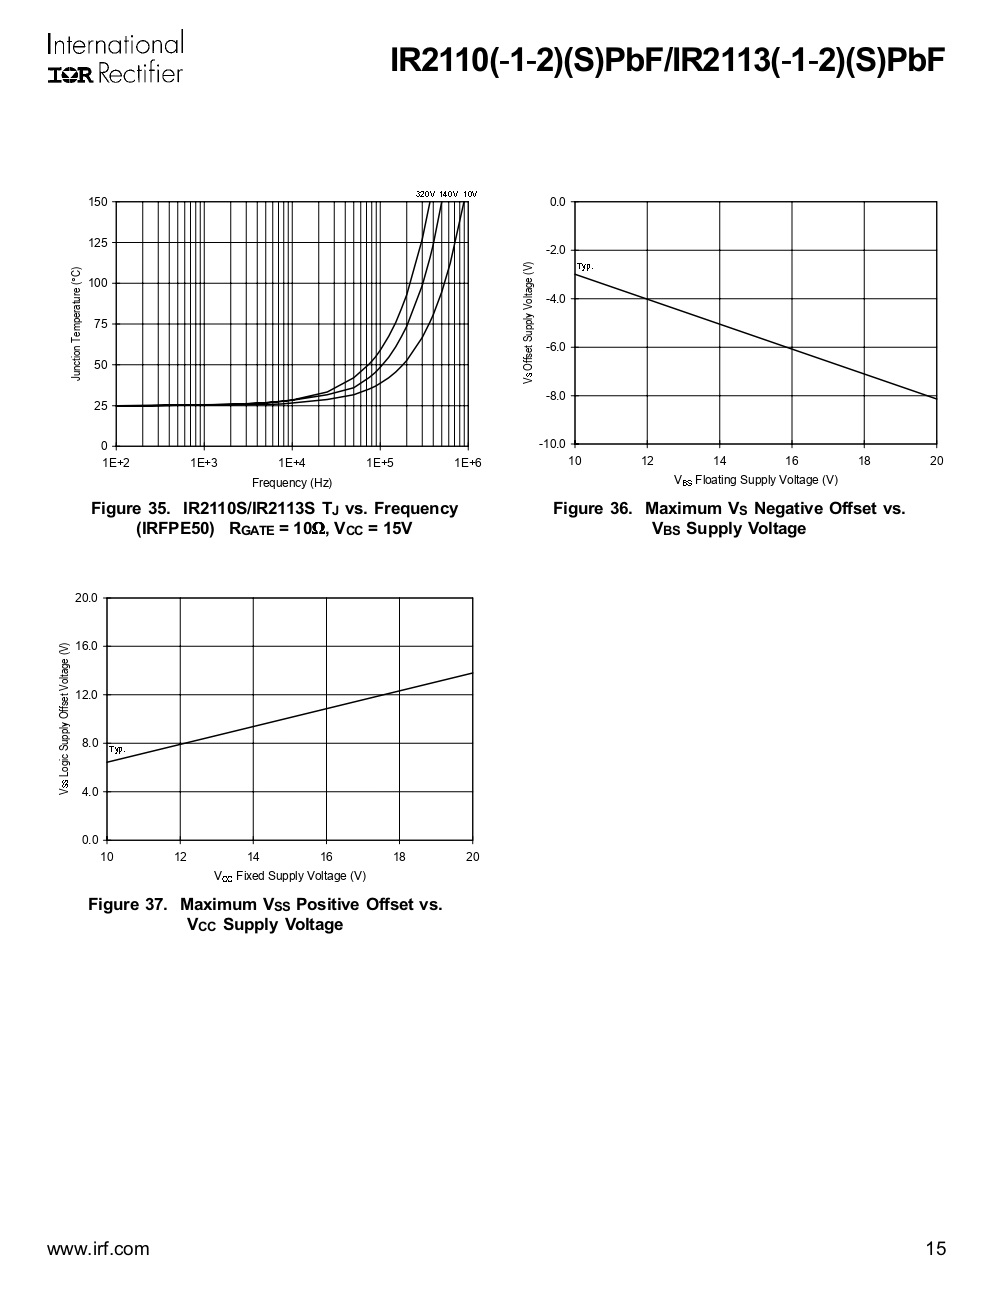 International
IOR Rectifier
IR2110(-1-2)(S)PbF/IR2113(-1-2)(S)PbF
320V 140V 10V
150
125
100
75
50
25
0
1E+2 1E+3 1E+4 1E+5 1E+6
Junction Temperature (°C)
Frequency (Hz)
Figure 35. IR2110S/IR2113S TJ vs. Frequency
(IRFPE50) RGATE = 10Ω, VCC = 15V
0.0
-2.0
-4.0
-6.0
-8.0
-10.0
Typ.
10 12 14 16 18 20
VS Offset Supply Voltage (V)
VBS Floating Supply Voltage (V)
Figure 36. Maximum VS Negative Offset vs.
VBS Supply Voltage
20.0
16.0
12.0
8.0
4.0
0.0
Typ.
10 12 14 16 18 20
VSS Logic Supply Offset Voltage (V)
VCC Fixed Supply Voltage (V)
Figure 37. Maximum VSS Positive Offset vs.
VCC Supply Voltage
www.irf.com
15